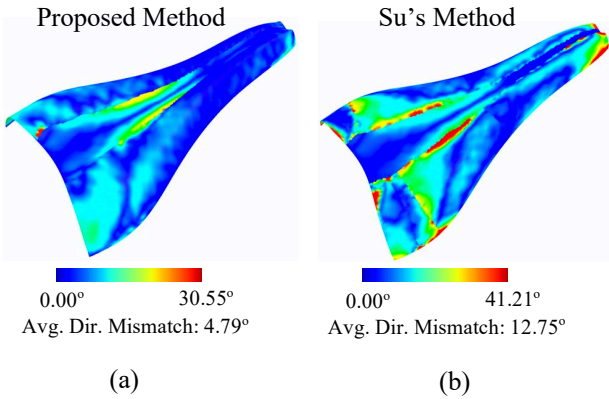 Proposed Method
Su's Method
0.00° 30.55°
Avg. Dir. Mismatch: 4.79°
0.00° 41.21°
Avg. Dir. Mismatch: 12.75°
(a)
(b)